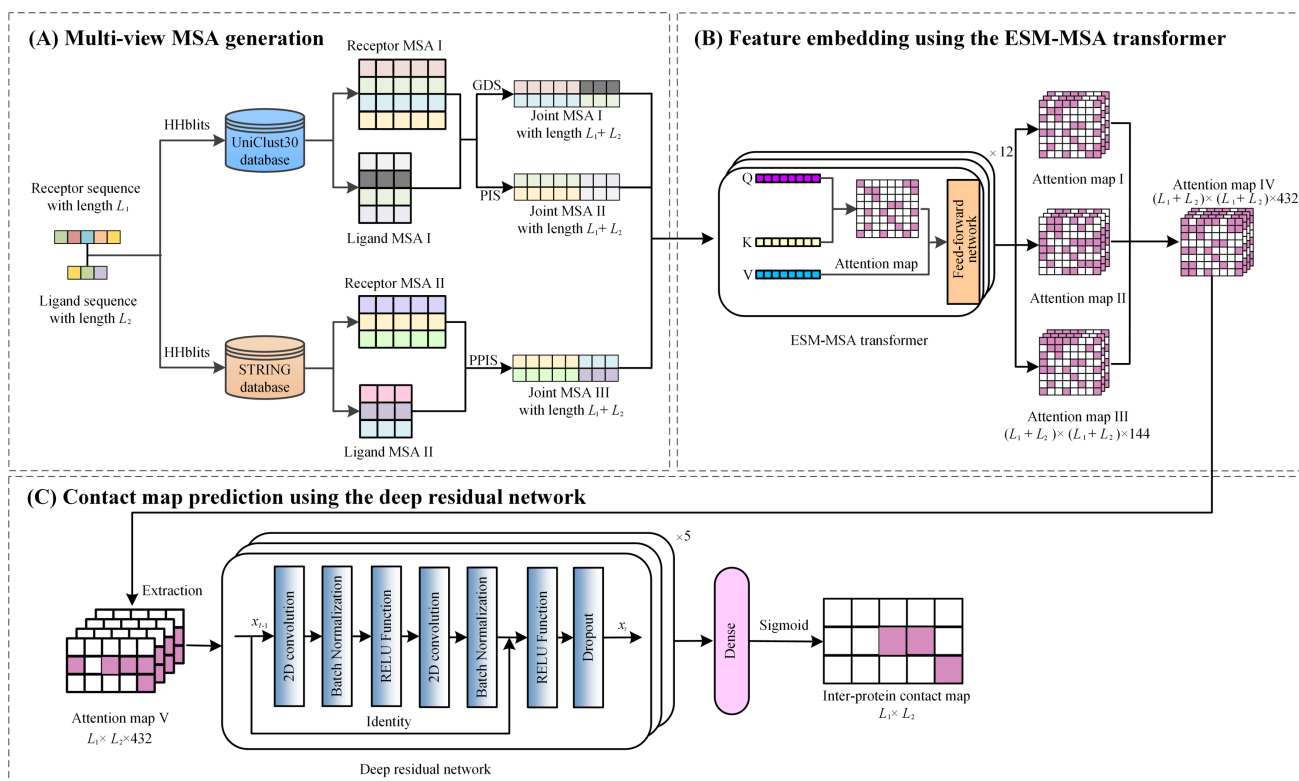 (A) Multi-view MSA generation
Receptor MSA I
HHblits
UniClust30
database
Ligand MSA I
GDS
Joint MSA I
with length L₁+ L₂
PIS
Joint MSA II
with length L₁+ L₂
Receptor sequence
with length L₁
Ligand sequence
with length L₂
HHblits
STRING
database
Receptor MSA II
Ligand MSA II
PPIS
Joint MSA III
with length L₁+ L₂
(B) Feature embedding using the ESM-MSA transformer
×12
Q
K
V
Attention map
Feed-forward
network
ESM-MSA transformer
Attention map I
Attention map II
Attention map III
(L₁+ L₂)× (L₁+ L₂)×144
Attention map IV
(L₁+ L₂)× (L₁+ L₂)×432
(C) Contact map prediction using the deep residual network
Extraction
Attention map V
L₁× L₂×432
×5
xₗ₋₁
2D convolution
Batch Normalization
RELU Function
2D convolution
Batch Normalization
RELU Function
Dropout
xₗ
Identity
Deep residual network
Dense
Sigmoid
Inter-protein contact map
L₁× L₂